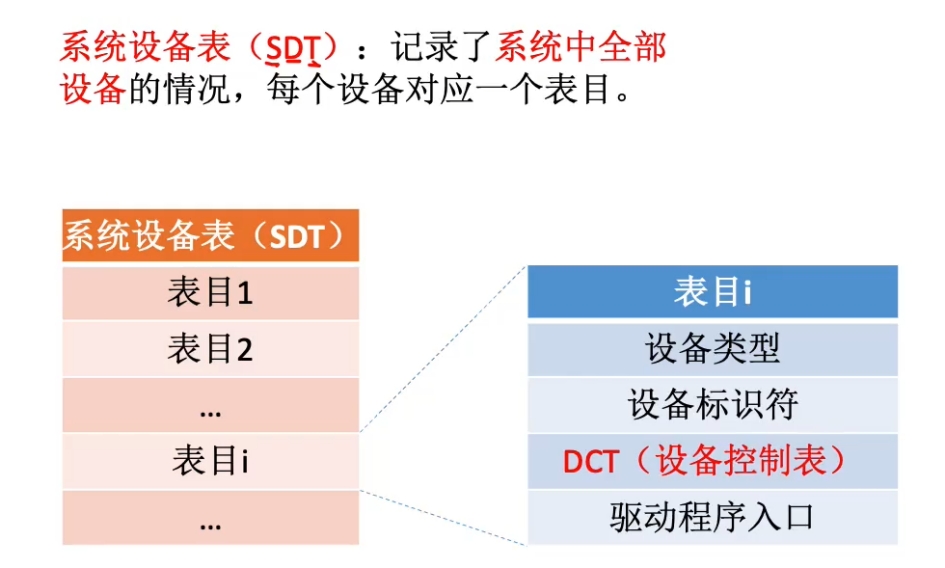 系统设备表（SDT）：记录了系统中全部
设备的情况，每个设备对应一个表目。
系统设备表（SDT）
表目1
表目2
...
表目i
...
表目i
设备类型
设备标识符
DCT（设备控制表）
驱动程序入口